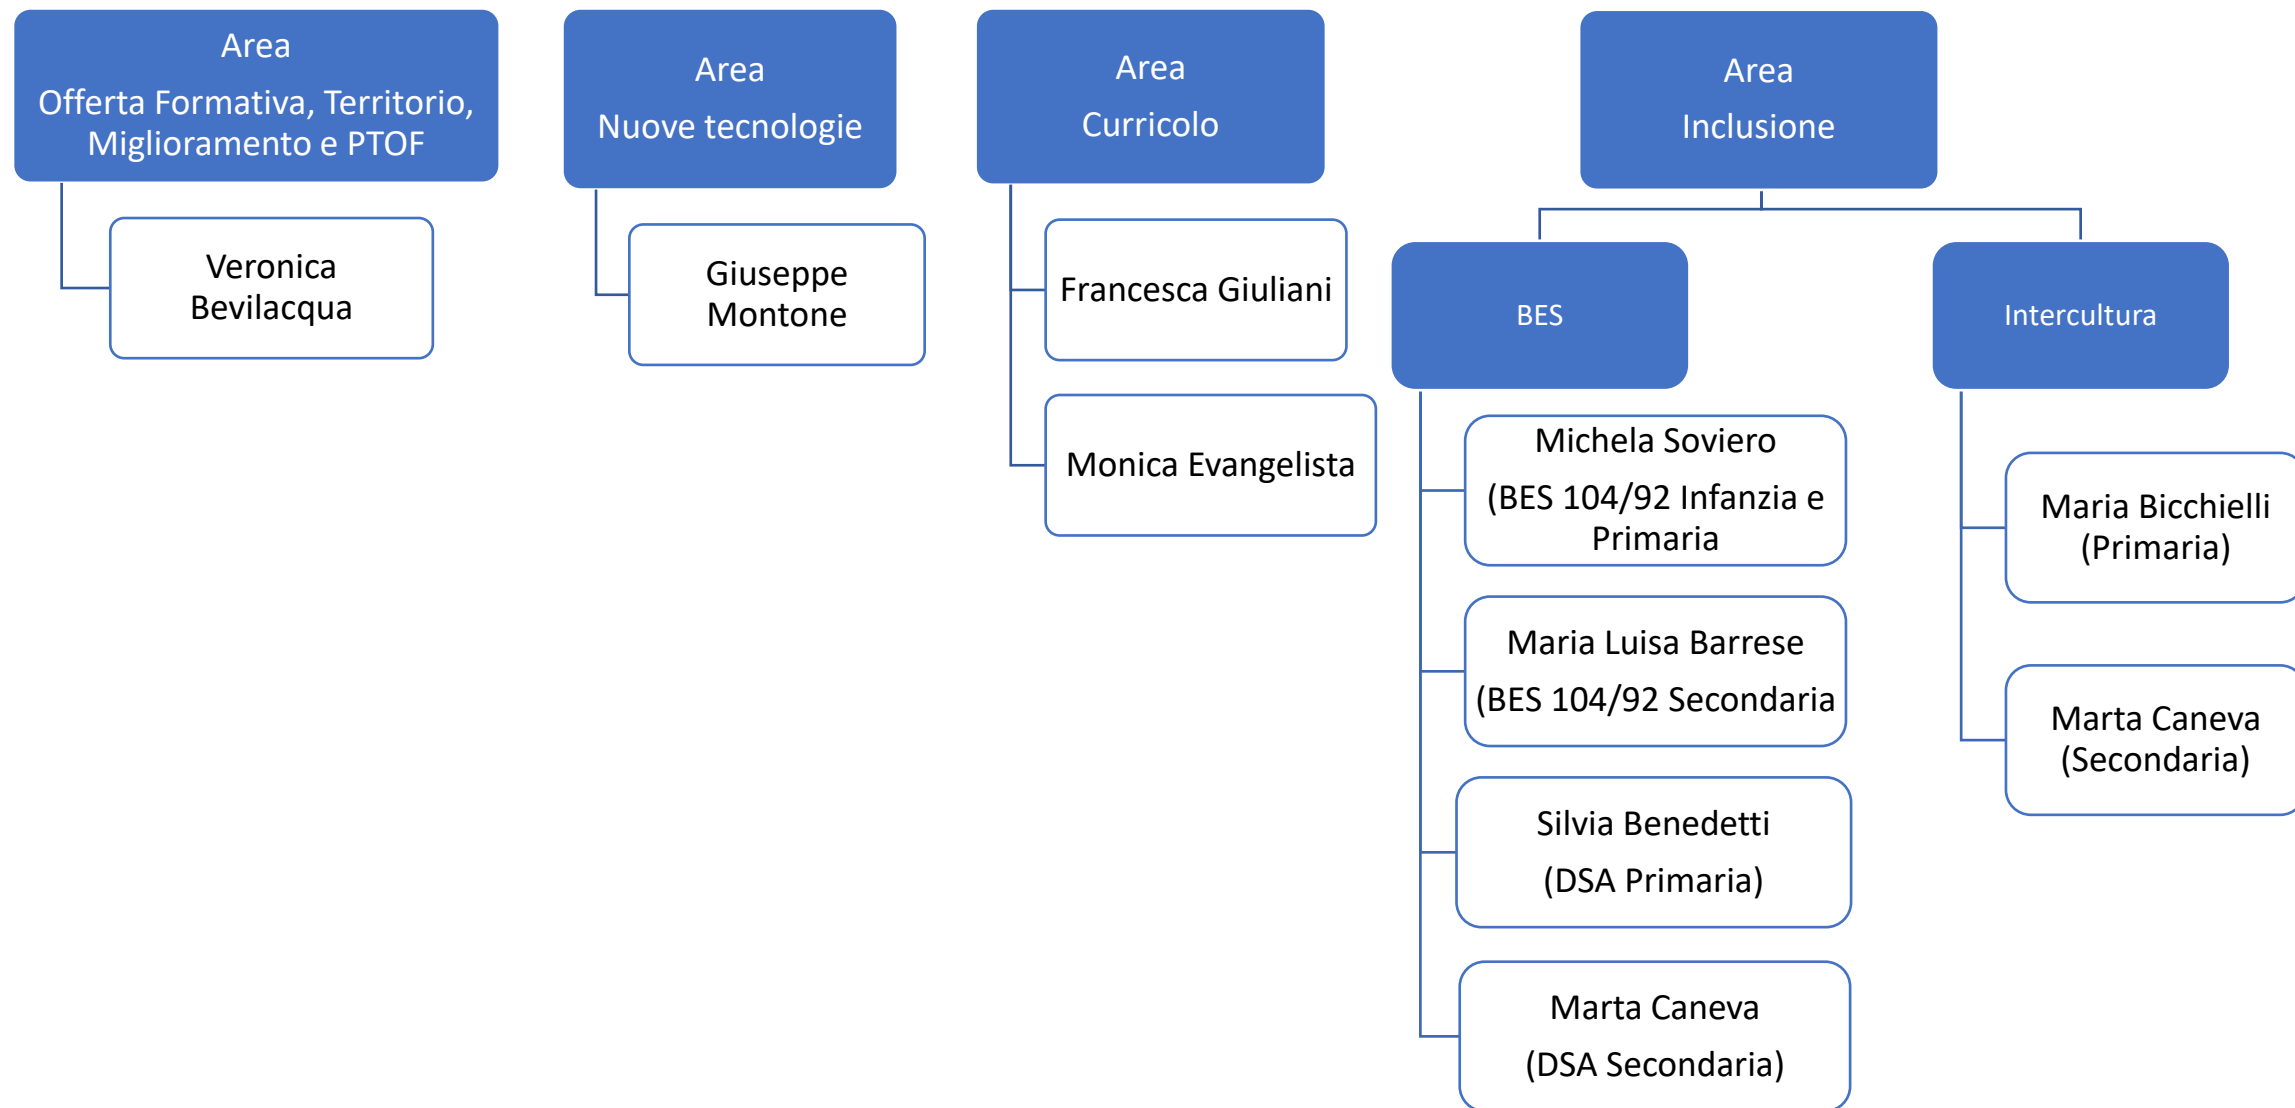 Area
Offerta Formativa, Territorio,
Miglioramento e PTOF
Veronica
Bevilacqua
Area
Nuove tecnologie
Giuseppe
Montone
Area
Curricolo
Francesca Giuliani
Monica Evangelista
Area
Inclusione
BES
Michela Soviero
(BES 104/92 Infanzia e
Primaria
Maria Luisa Barrese
(BES 104/92 Secondaria
Silvia Benedetti
(DSA Primaria)
Marta Caneva
(DSA Secondaria)
Intercultura
Maria Bicchielli
(Primaria)
Marta Caneva
(Secondaria)